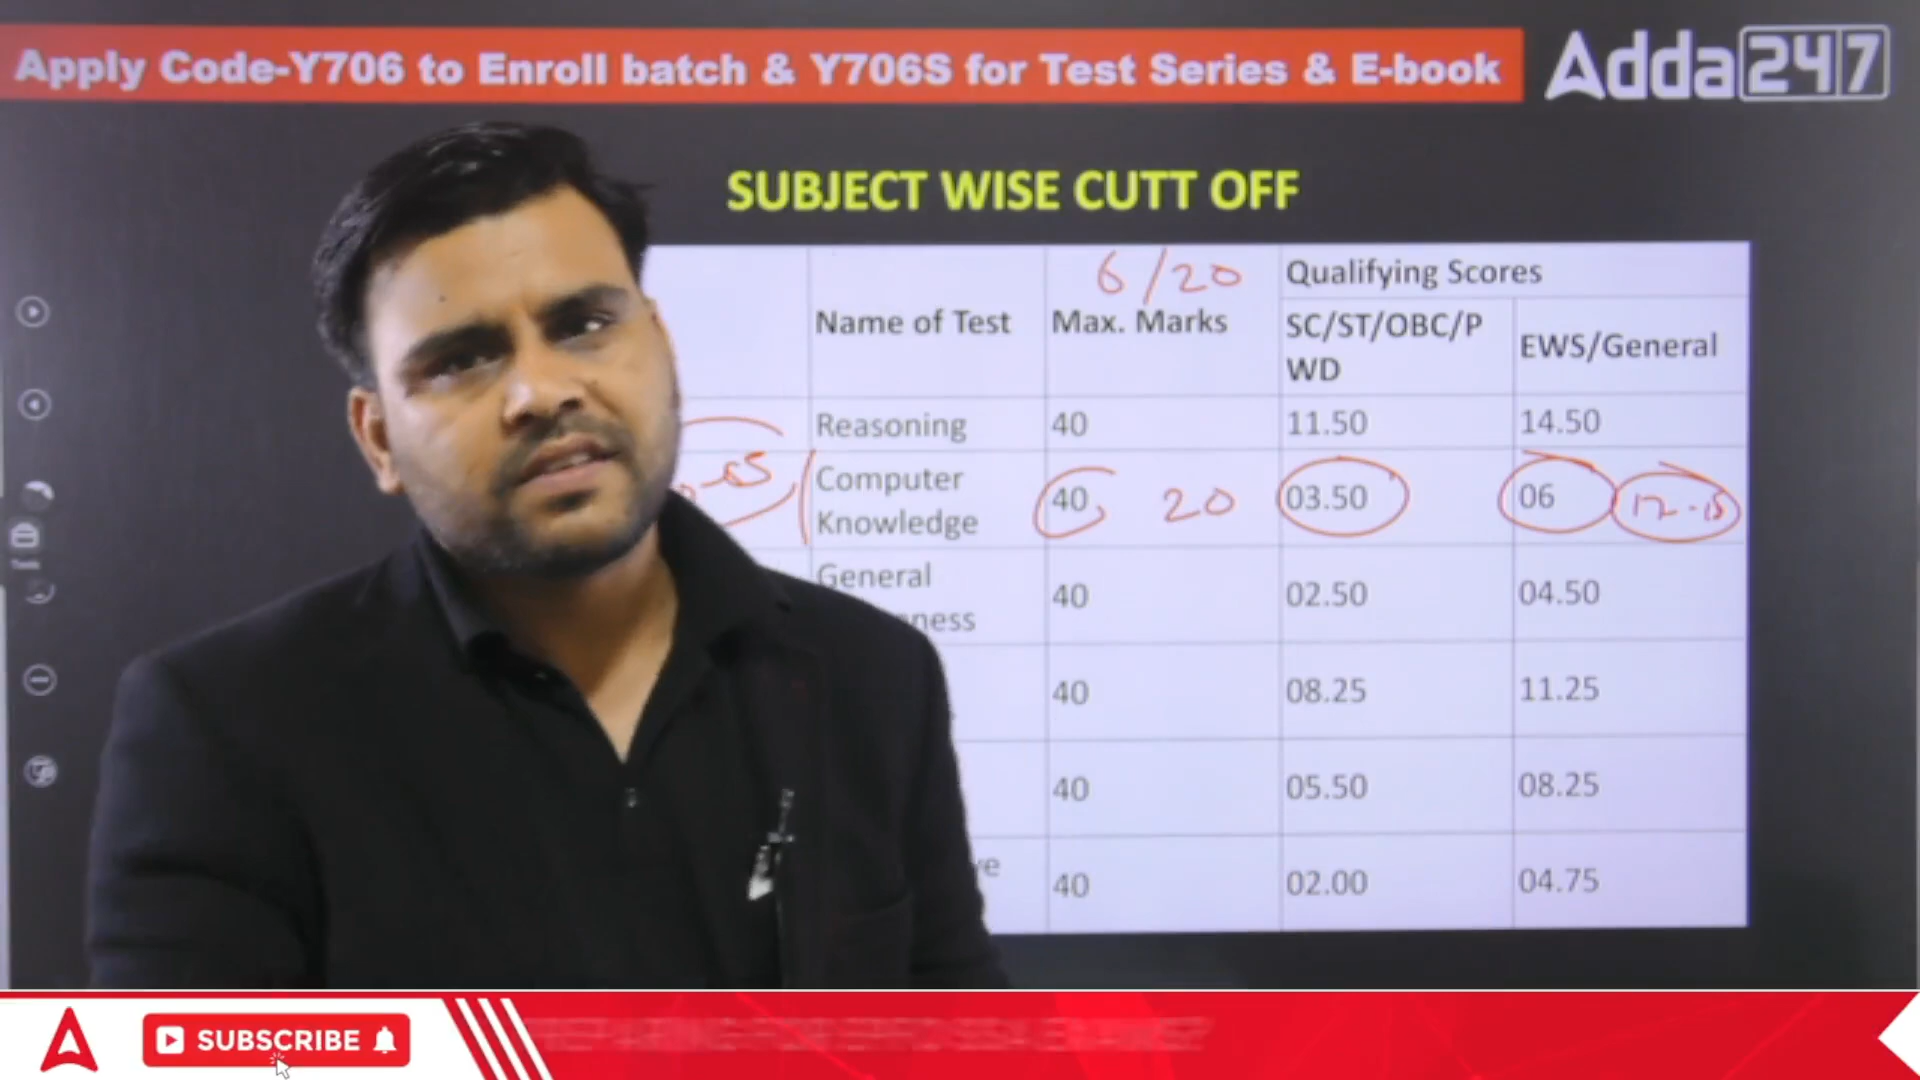 Apply Code-Y706 to Enroll batch & Y706S for Test Series & E-book
Adda247
SUBJECT WISE CUTT OFF
6/20
Qualifying Scores
Name of Test
Max. Marks
SC/ST/OBC/P
WD
EWS/General
Reasoning
40
11.50
14.50
Computer
Knowledge
40
20
03.50
06
General
40
02.50
04.50
40
08.25
11.25
40
05.50
08.25
40
02.00
04.75
SUBSCRIBE